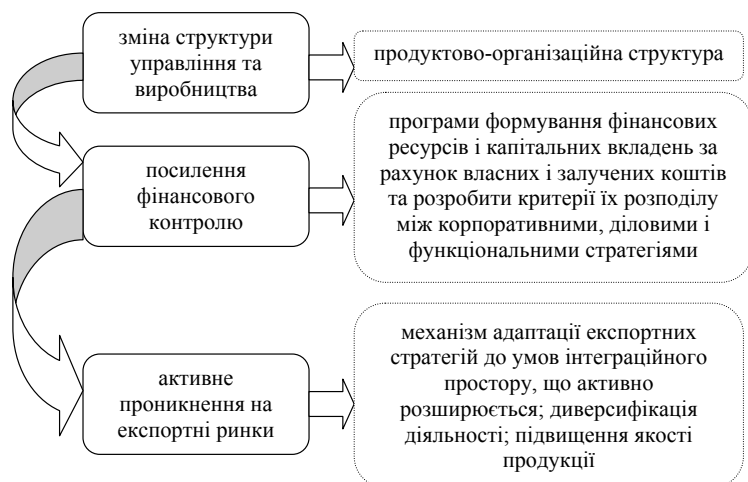 зміна структури
управління та
виробництва
продуктово-організаційна структура
посилення
фінансового
контролю
програми формування фінансових
ресурсів і капітальних вкладень за
рахунок власних і залучених коштів
та розробити критерії їх розподілу
між корпоративними, діловими і
функціональними стратегіями
активне
проникнення на
експортні ринки
механізм адаптації експортних
стратегій до умов інтеграційного
простору, що активно
розширюється; диверсифікація
діяльності; підвищення якості
продукції